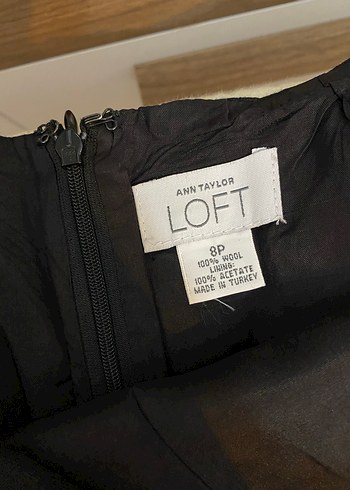 ANN TAYLOR
LOFT
8P
100% WOOL
LINING:
100% ACETATE
MADE IN TURKEY